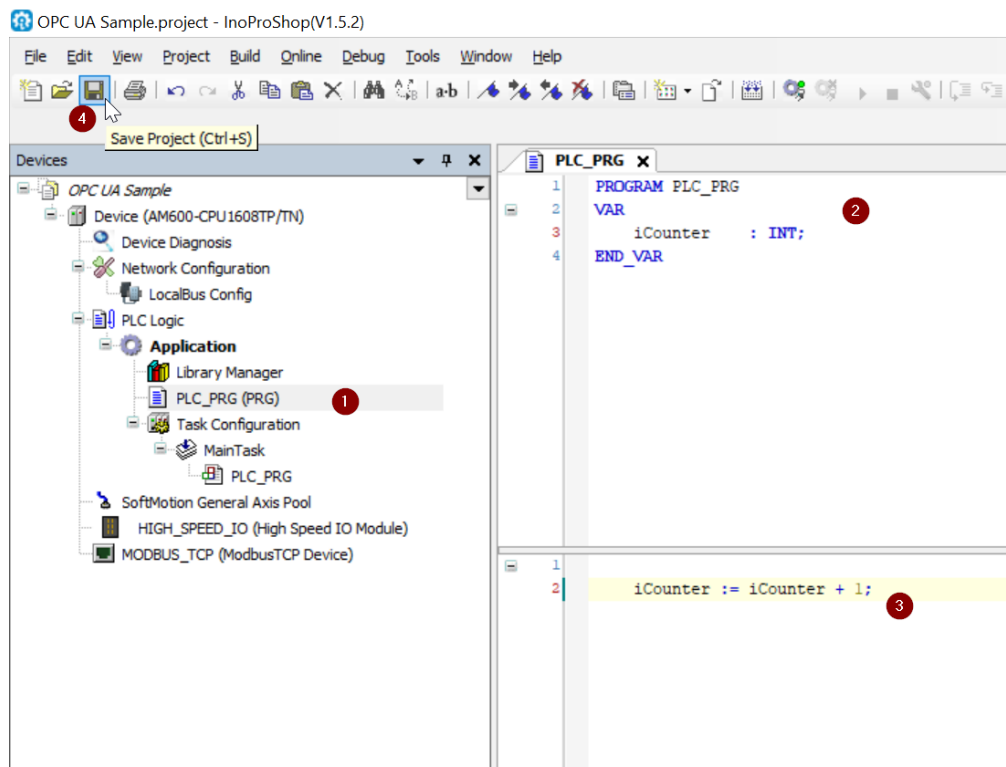 OPC UA Sample.project - InoProShop(V1.5.2)
File Edit View Project Build Online Debug Tools Window Help
a·b
4
Save Project (Ctrl+S)
Devices
OPC UA Sample
Device (AM600-CPU1608TP/TN)
Device Diagnosis
Network Configuration
LocalBus Config
PLC Logic
Application
Library Manager
PLC_PRG (PRG)
1
Task Configuration
MainTask
PLC_PRG
SoftMotion General Axis Pool
HIGH_SPEED_IO (High Speed IO Module)
MODBUS_TCP (ModbusTCP Device)
PLC_PRG
1 PROGRAM PLC_PRG
2 VAR
2
3 iCounter : INT;
4 END_VAR
1
2 iCounter := iCounter + 1;
3